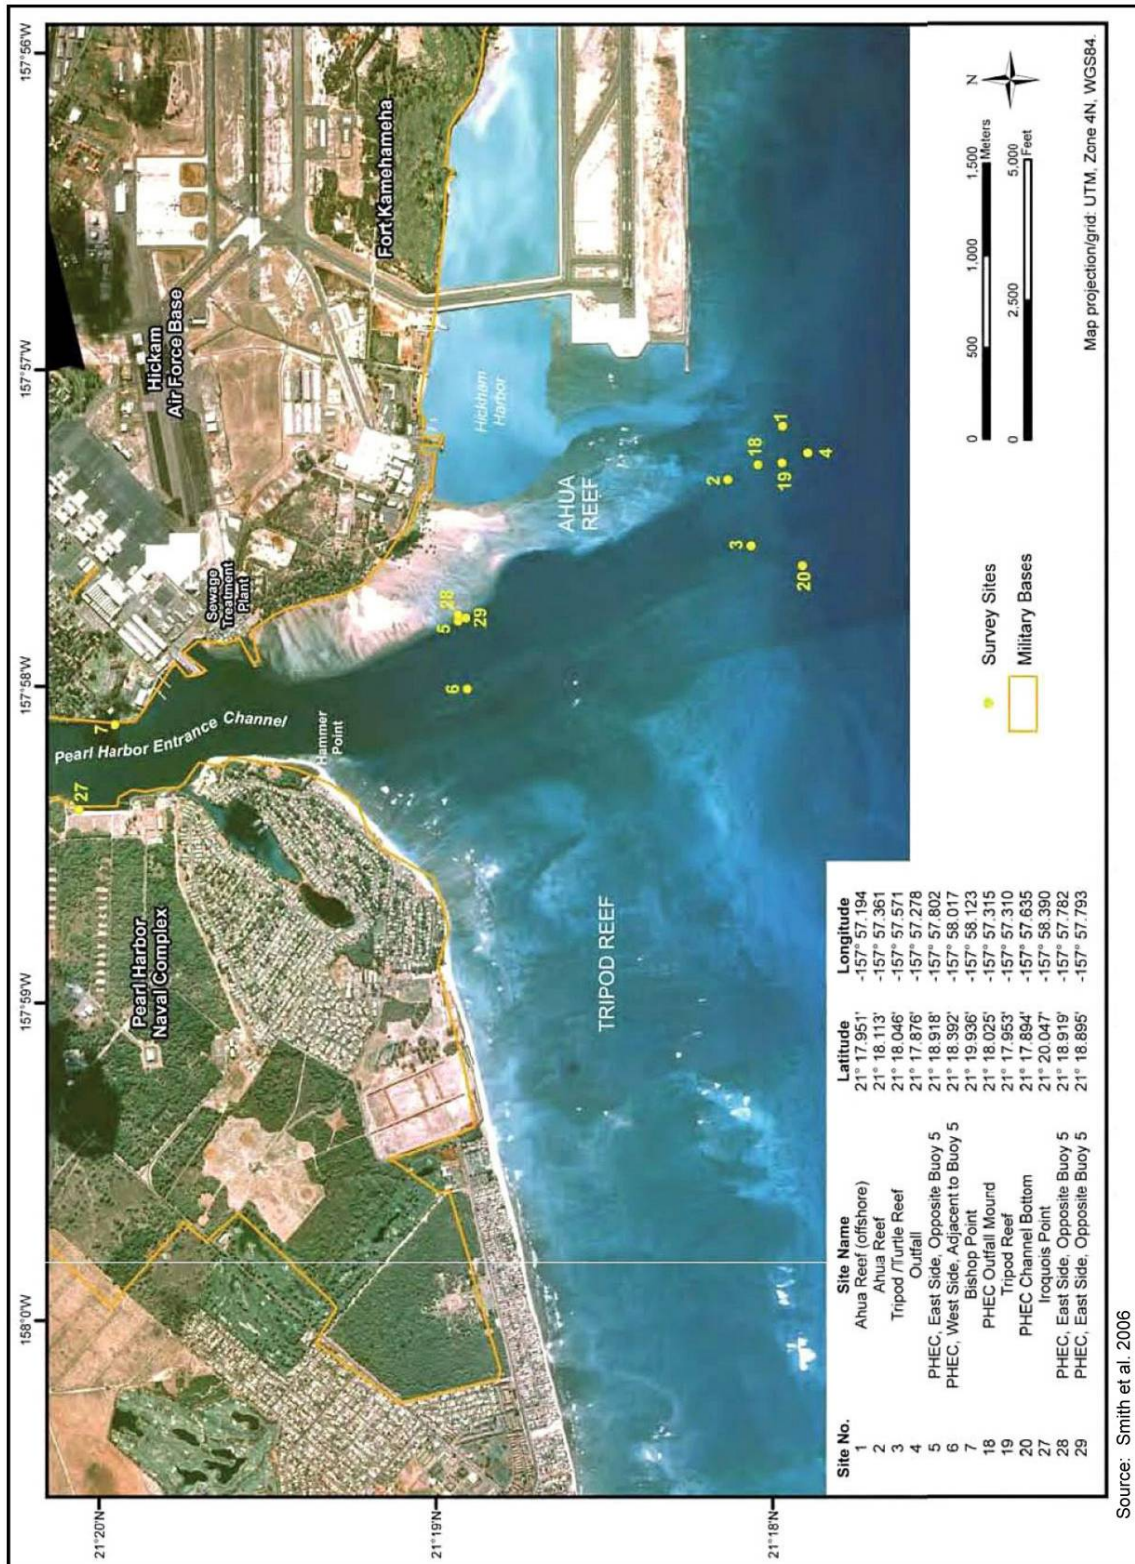 158°0'W
157°59'W
157°58'W
157°57'W
157°56'W
21°20'N
21°19'N
21°18'N
Pearl Harbor
Naval Complex
27
7
Pearl Harbor Entrance Channel
Hammer
Point
Sewage
Treatment
Plant
Hickam
Air Force Base
Fort Kamehameha
Hickham
Harbor
6
5
28
29
AHUA
REEF
TRIPOD REEF
2
3
18
19
1
4
20
Site No. Site Name Latitude Longitude
1 Ahua Reef (offshore) 21° 17.951' -157° 57.194
2 Ahua Reef 21° 18.113' -157° 57.361
3 Tripod /Turtle Reef 21° 18.046' -157° 57.571
4 Outfall 21° 17.876' -157° 57.278
5 PHEC, East Side, Opposite Buoy 5 21° 18.918' -157° 57.802
6 PHEC, West Side, Adjacent to Buoy 5 21° 18.392' -157° 58.017
7 Bishop Point 21° 19.936' -157° 58.123
18 PHEC Outfall Mound 21° 18.025' -157° 57.315
19 Tripod Reef 21° 17.953' -157° 57.310
20 PHEC Channel Bottom 21° 17.894' -157° 57.635
27 Iroquois Point 21° 20.047' -157° 58.390
28 PHEC, East Side, Opposite Buoy 5 21° 18.919' -157° 57.782
29 PHEC, East Side, Opposite Buoy 5 21° 18.895' -157° 57.793
Survey Sites
Military Bases
0 500 1,000 1,500
Meters
0 2,500 5,000
Feet
N
Map projection/grid: UTM, Zone 4N, WGS84.
Source: Smith et al. 2006